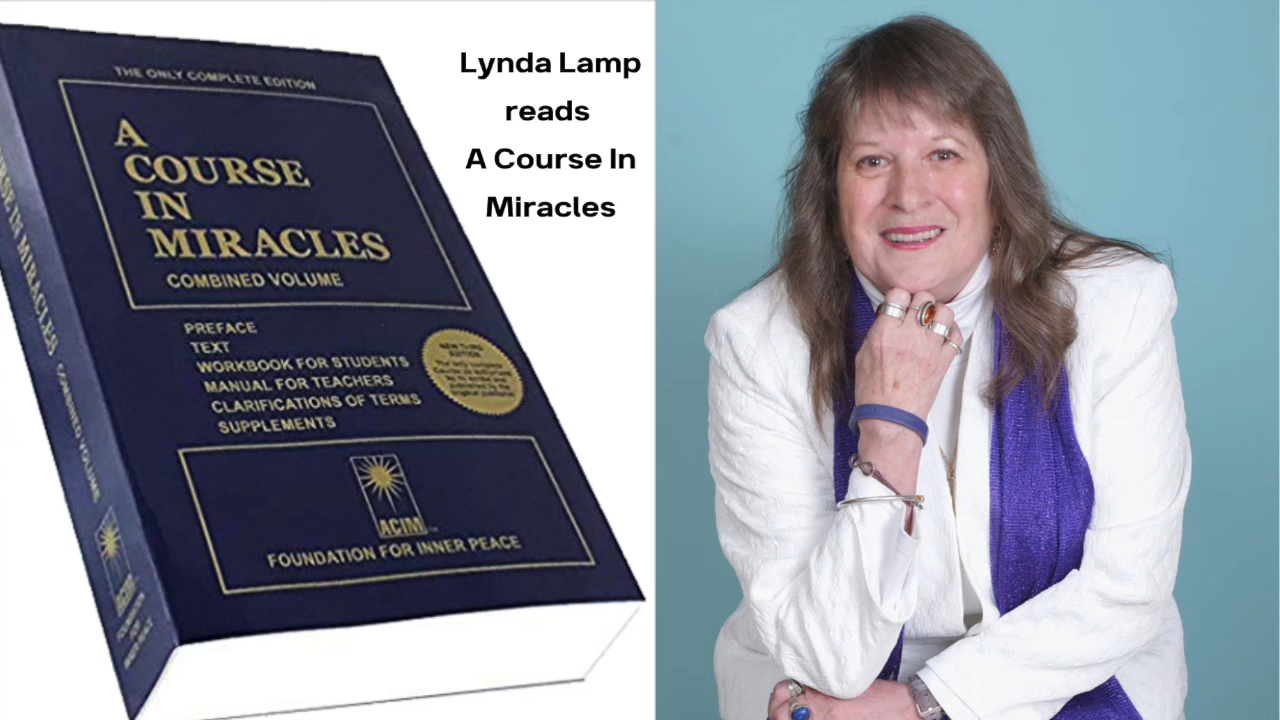 Lynda Lamp
reads
A Course In
Miracles
THE ONLY COMPLETE EDITION
A
COURSE
IN
MIRACLES
COMBINED VOLUME
PREFACE
TEXT
WORKBOOK FOR STUDENTS
MANUAL FOR TEACHERS
CLARIFICATIONS OF TERMS
SUPPLEMENTS
NEW THIRD
EDITION
ACIM
FOUNDATION FOR INNER PEACE
COURSE IN MIRACLES COMBINED VOLUME